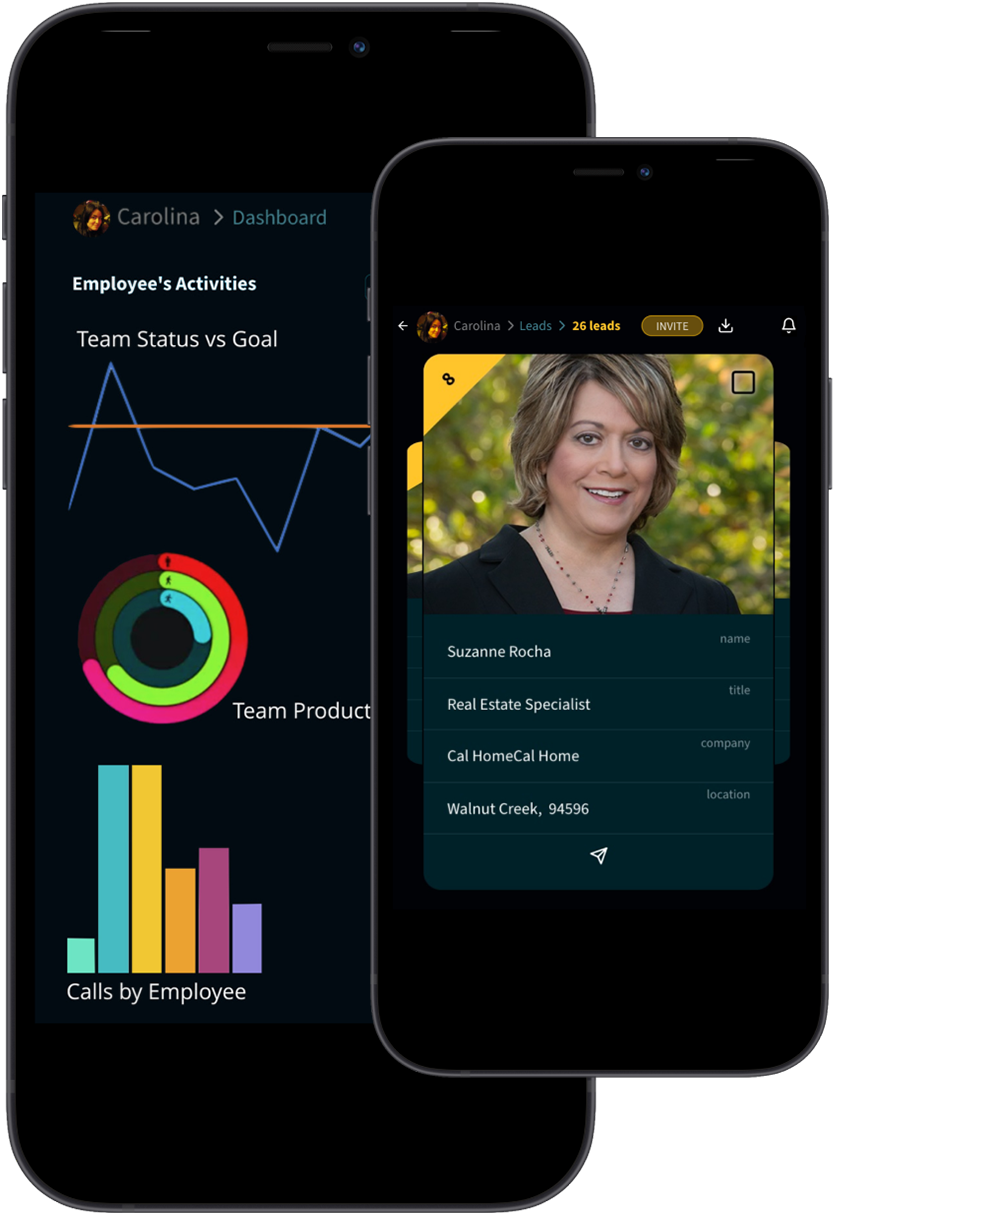 Carolina > Dashboard
Employee's Activities
Team Status vs Goal
Team Product
Calls by Employee
Carolina > Leads > 26 leads INVITE
8
name
Suzanne Rocha
title
Real Estate Specialist
company
Cal HomeCal Home
location
Walnut Creek, 94596